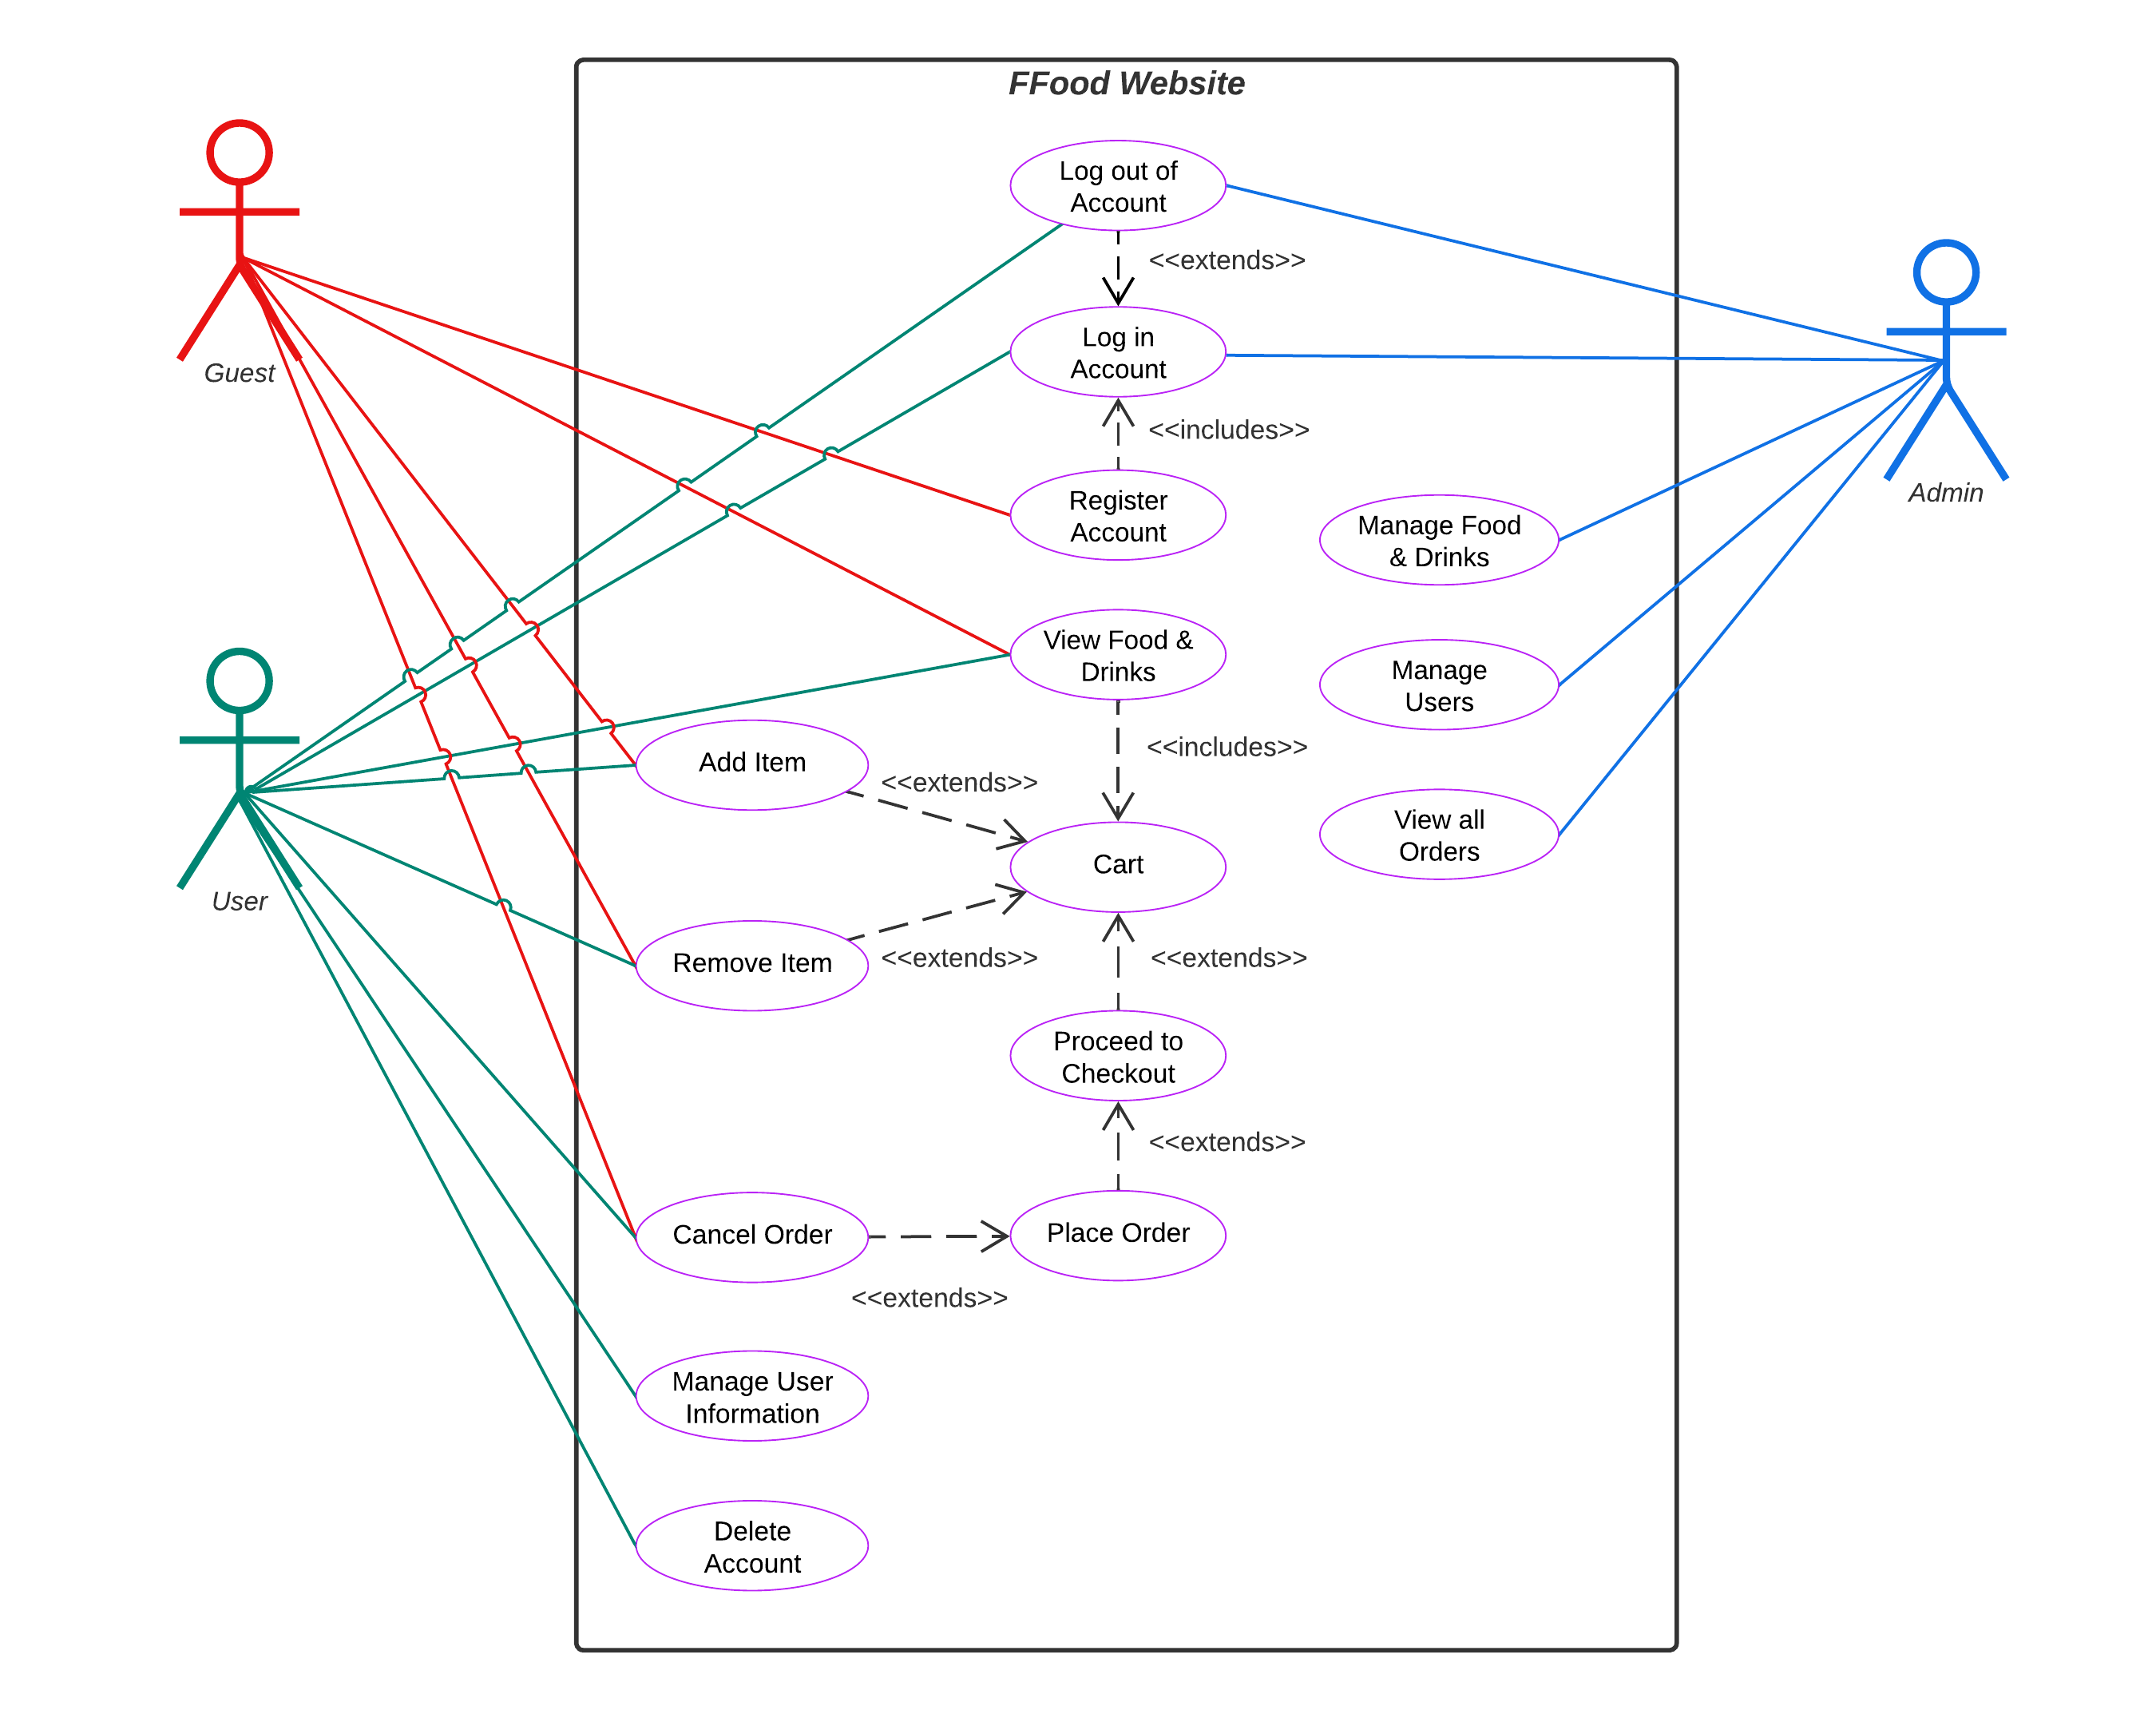 FFood Website
Log out of
Account
<<extends>>
Log in
Account
Guest
<<includes>>
Register
Account
Admin
Manage Food
& Drinks
View Food &
Drinks
Manage
Users
<<includes>>
Add Item
<<extends>>
View all
Orders
Cart
User
Remove Item
<<extends>>
<<extends>>
Proceed to
Checkout
<<extends>>
Cancel Order
Place Order
<<extends>>
Manage User
Information
Delete
Account